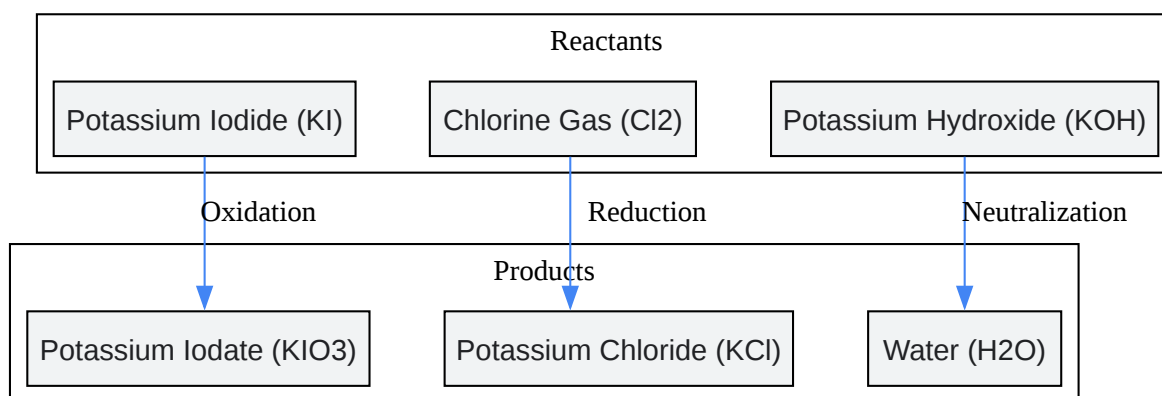 Reactants
Potassium Iodide (KI)
Chlorine Gas (Cl2)
Potassium Hydroxide (KOH)
Oxidation
Reduction
Neutralization
Products
Potassium Iodate (KIO3)
Potassium Chloride (KCl)
Water (H2O)